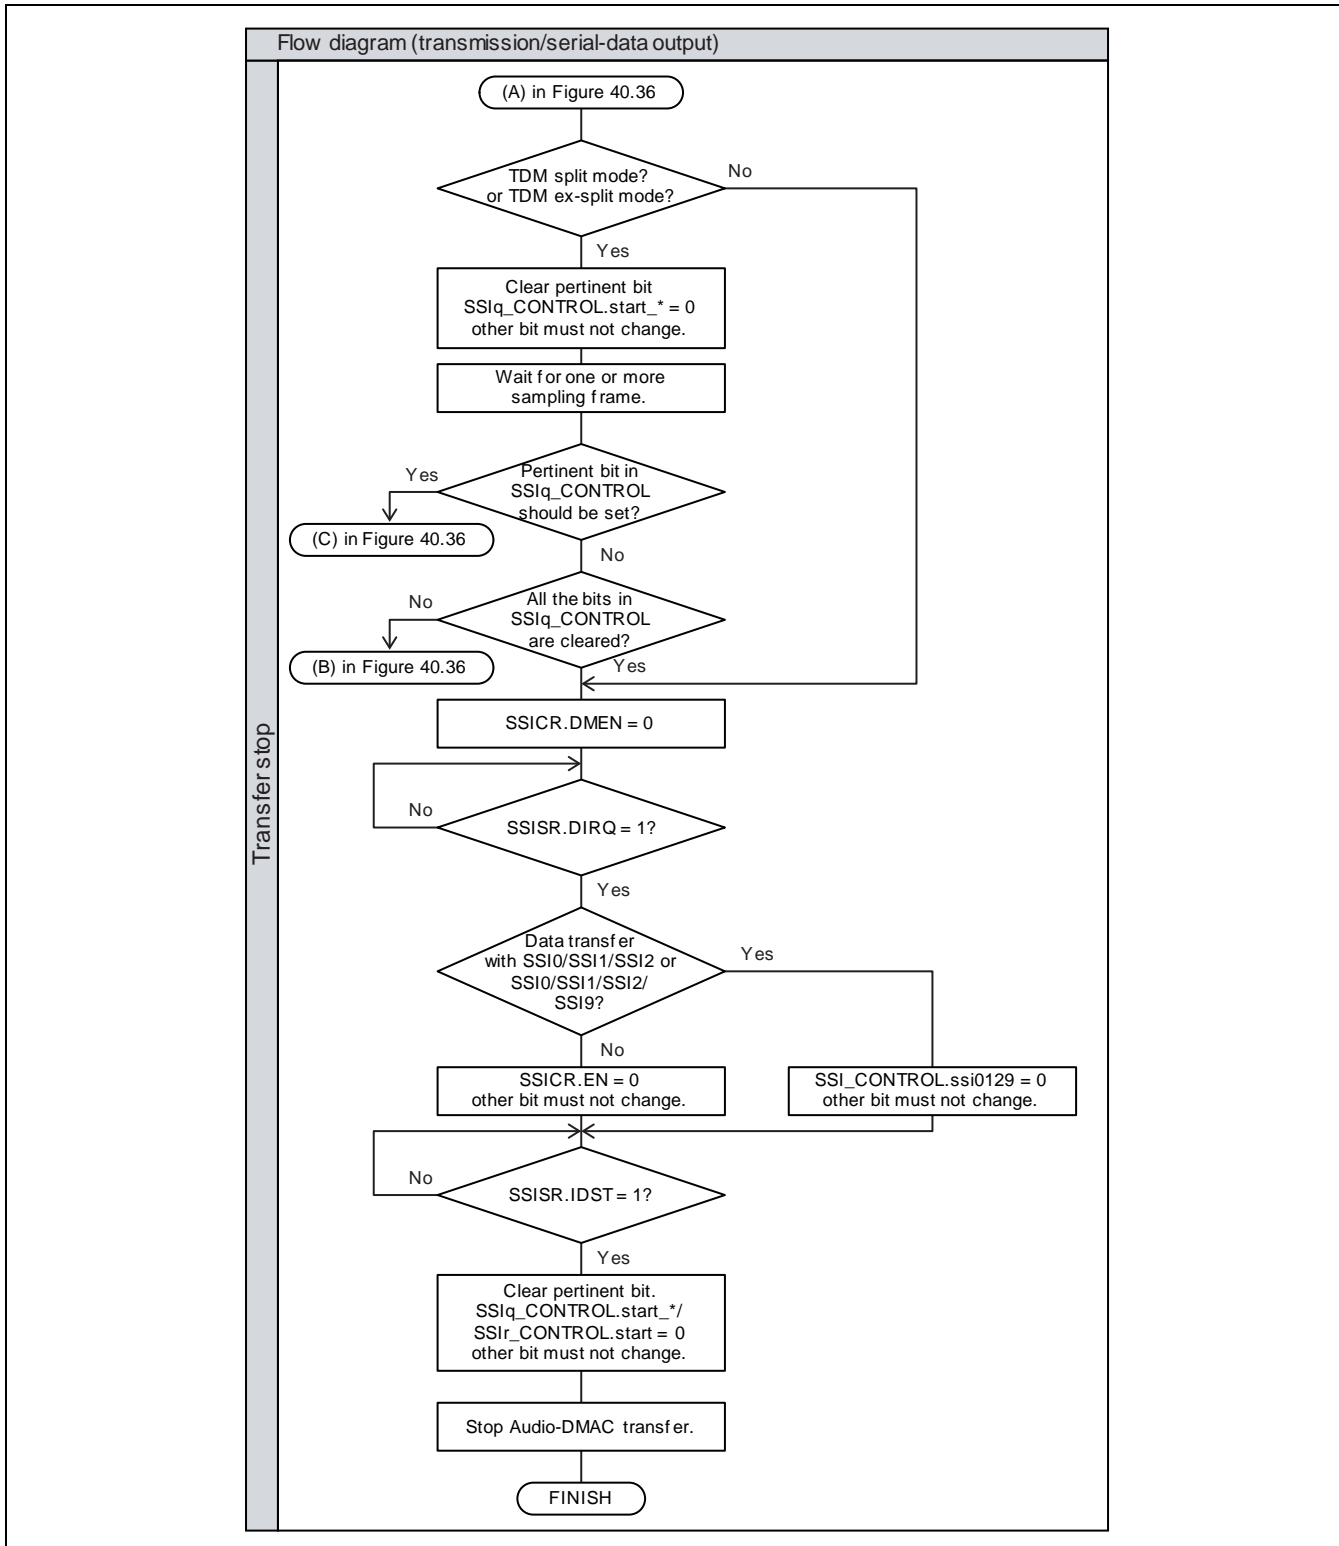 Flow diagram (transmission/serial-data output)
Transfer stop
(A) in Figure 40.36
TDM split mode?
or TDM ex-split mode?
No
Yes
Clear pertinent bit
SSIq_CONTROL.start_* = 0
other bit must not change.
Wait for one or more
sampling frame.
Pertinent bit in
SSIq_CONTROL
should be set?
Yes
(C) in Figure 40.36
No
All the bits in
SSIq_CONTROL
are cleared?
No
(B) in Figure 40.36
Yes
SSICR.DMEN = 0
SSISR.DIRQ = 1?
No
Yes
Data transfer
with SSI0/SSI1/SSI2 or
SSI0/SSI1/SSI2/
SSI9?
Yes
No
SSICR.EN = 0
other bit must not change.
SSI_CONTROL.ssi0129 = 0
other bit must not change.
SSISR.IDST = 1?
No
Yes
Clear pertinent bit.
SSIq_CONTROL.start_*/
SSIr_CONTROL.start = 0
other bit must not change.
Stop Audio-DMAC transfer.
FINISH